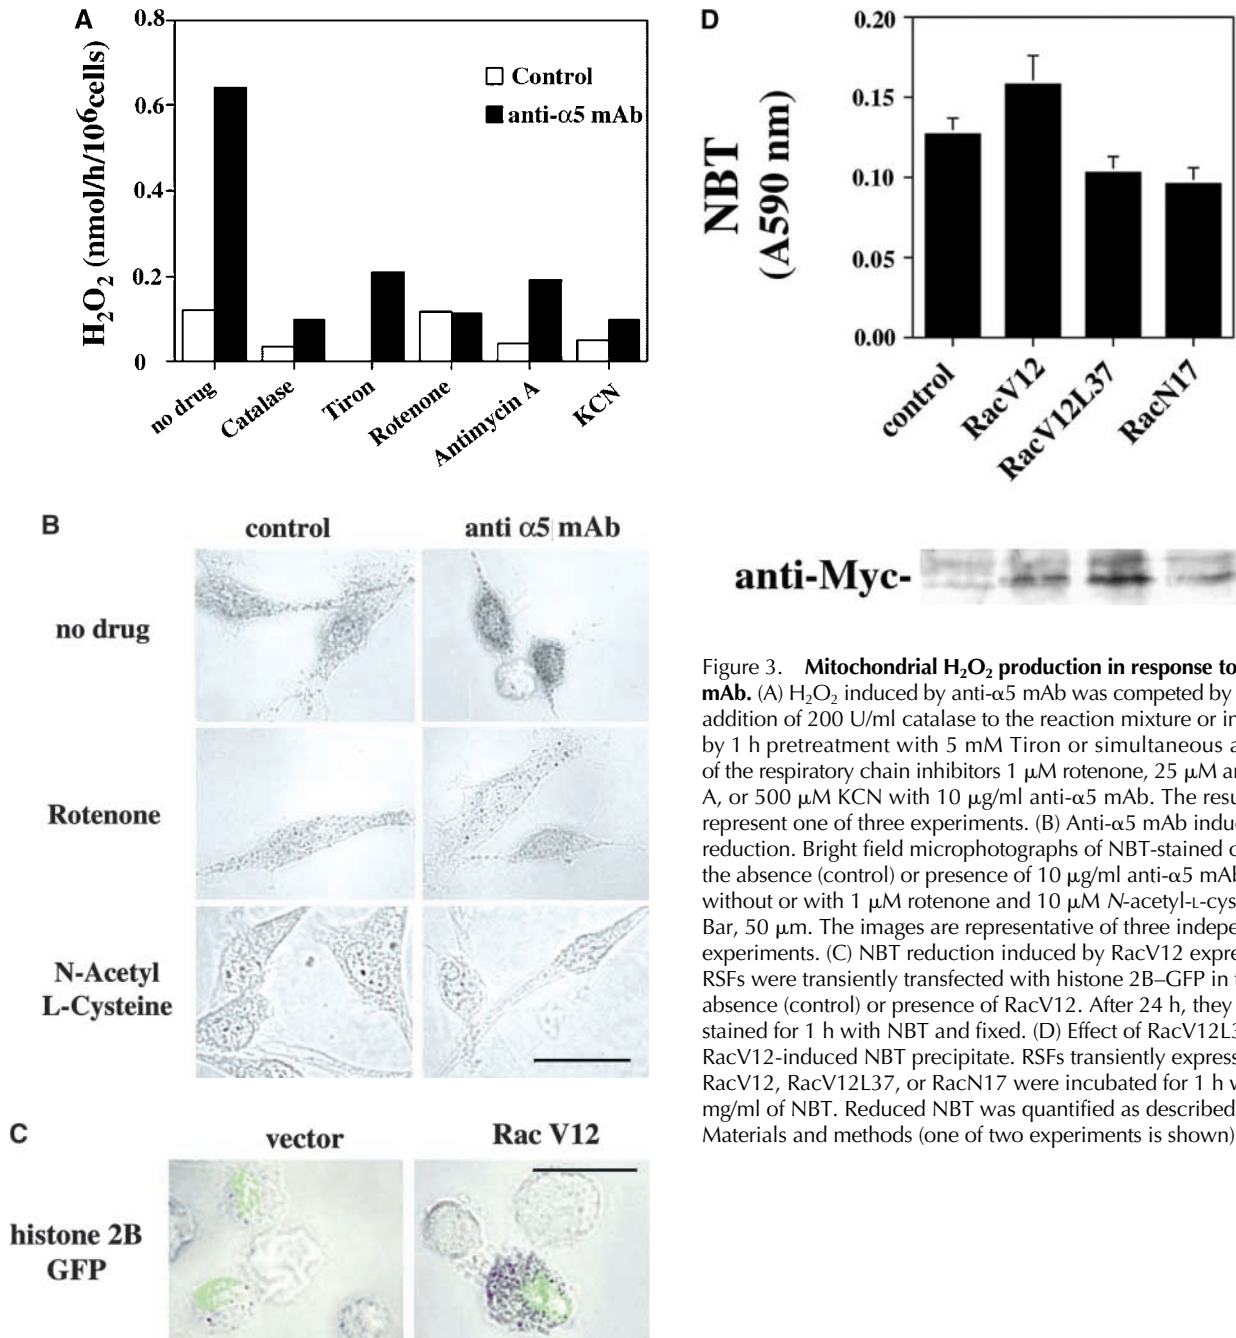 A
0.8
0.6
0.4
0.2
0
H2O2 (nmol/h/10^6cells)
Control
anti-α5 mAb
no drug
Catalase
Tiron
Rotenone
Antimycin A
KCN
B
control
anti α5 mAb
no drug
Rotenone
N-Acetyl
L-Cysteine
C
vector
Rac V12
histone 2B
GFP
D
0.20
0.15
0.10
0.05
0.00
NBT
(A590 nm)
control
RacV12
RacV12L37
RacN17
anti-Myc-
Figure 3. Mitochondrial H2O2 production in response to
mAb. (A) H2O2 induced by anti-α5 mAb was competed by
addition of 200 U/ml catalase to the reaction mixture or in
by 1 h pretreatment with 5 mM Tiron or simultaneous a
of the respiratory chain inhibitors 1 μM rotenone, 25 μM an
A, or 500 μM KCN with 10 μg/ml anti-α5 mAb. The resu
represent one of three experiments. (B) Anti-α5 mAb induc
reduction. Bright field microphotographs of NBT-stained c
the absence (control) or presence of 10 μg/ml anti-α5 mAb
without or with 1 μM rotenone and 10 μM N-acetyl-L-cys
Bar, 50 μm. The images are representative of three indepe
experiments. (C) NBT reduction induced by RacV12 expre
RSFs were transiently transfected with histone 2B–GFP in t
absence (control) or presence of RacV12. After 24 h, they
stained for 1 h with NBT and fixed. (D) Effect of RacV12L3
RacV12-induced NBT precipitate. RSFs transiently express
RacV12, RacV12L37, or RacN17 were incubated for 1 h w
mg/ml of NBT. Reduced NBT was quantified as described
Materials and methods (one of two experiments is shown)